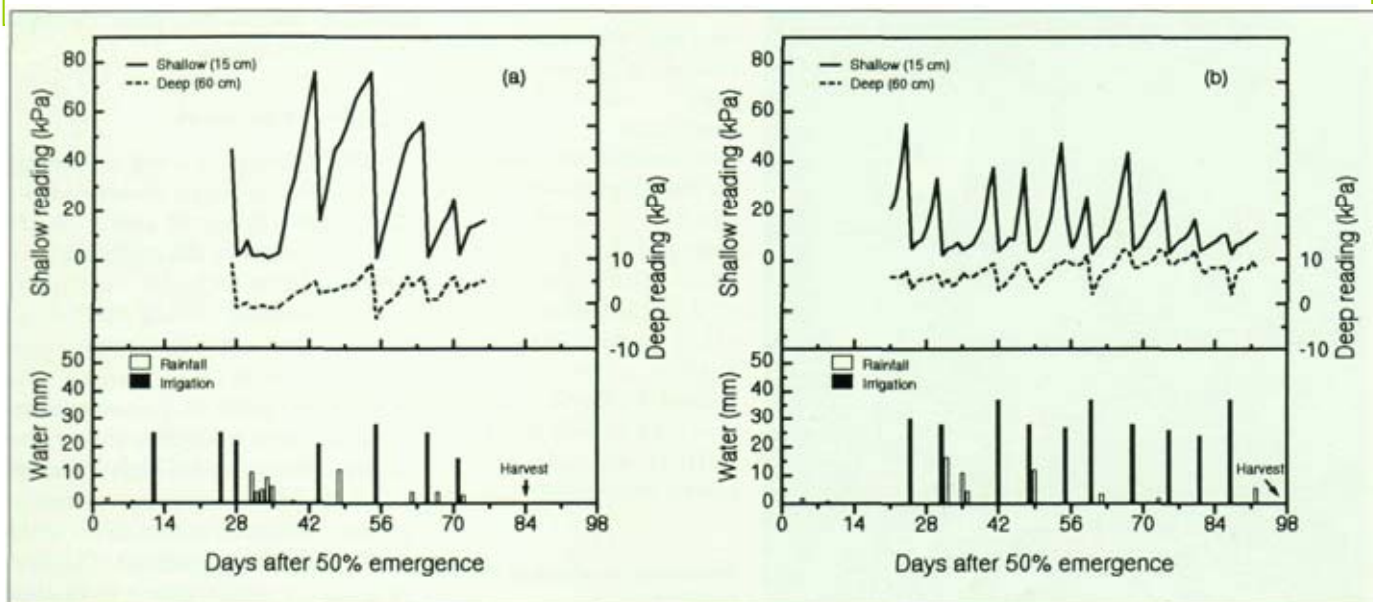 80
60
40
20
0
Shallow reading (kPa)
Shallow (15 cm)
Deep (60 cm)
(a)
10
0
-10
Deep reading (kPa)
50
40
30
20
10
0
Water (mm)
Rainfall
Irrigation
Harvest
0 14 28 42 56 70 84 98
Days after 50% emergence
80
60
40
20
0
Shallow reading (kPa)
Shallow (15 cm)
Deep (60 cm)
(b)
10
0
-10
Deep reading (kPa)
50
40
30
20
10
0
Water (mm)
Rainfall
Irrigation
Harvest
0 14 28 42 56 70 84 98
Days after 50% emergence